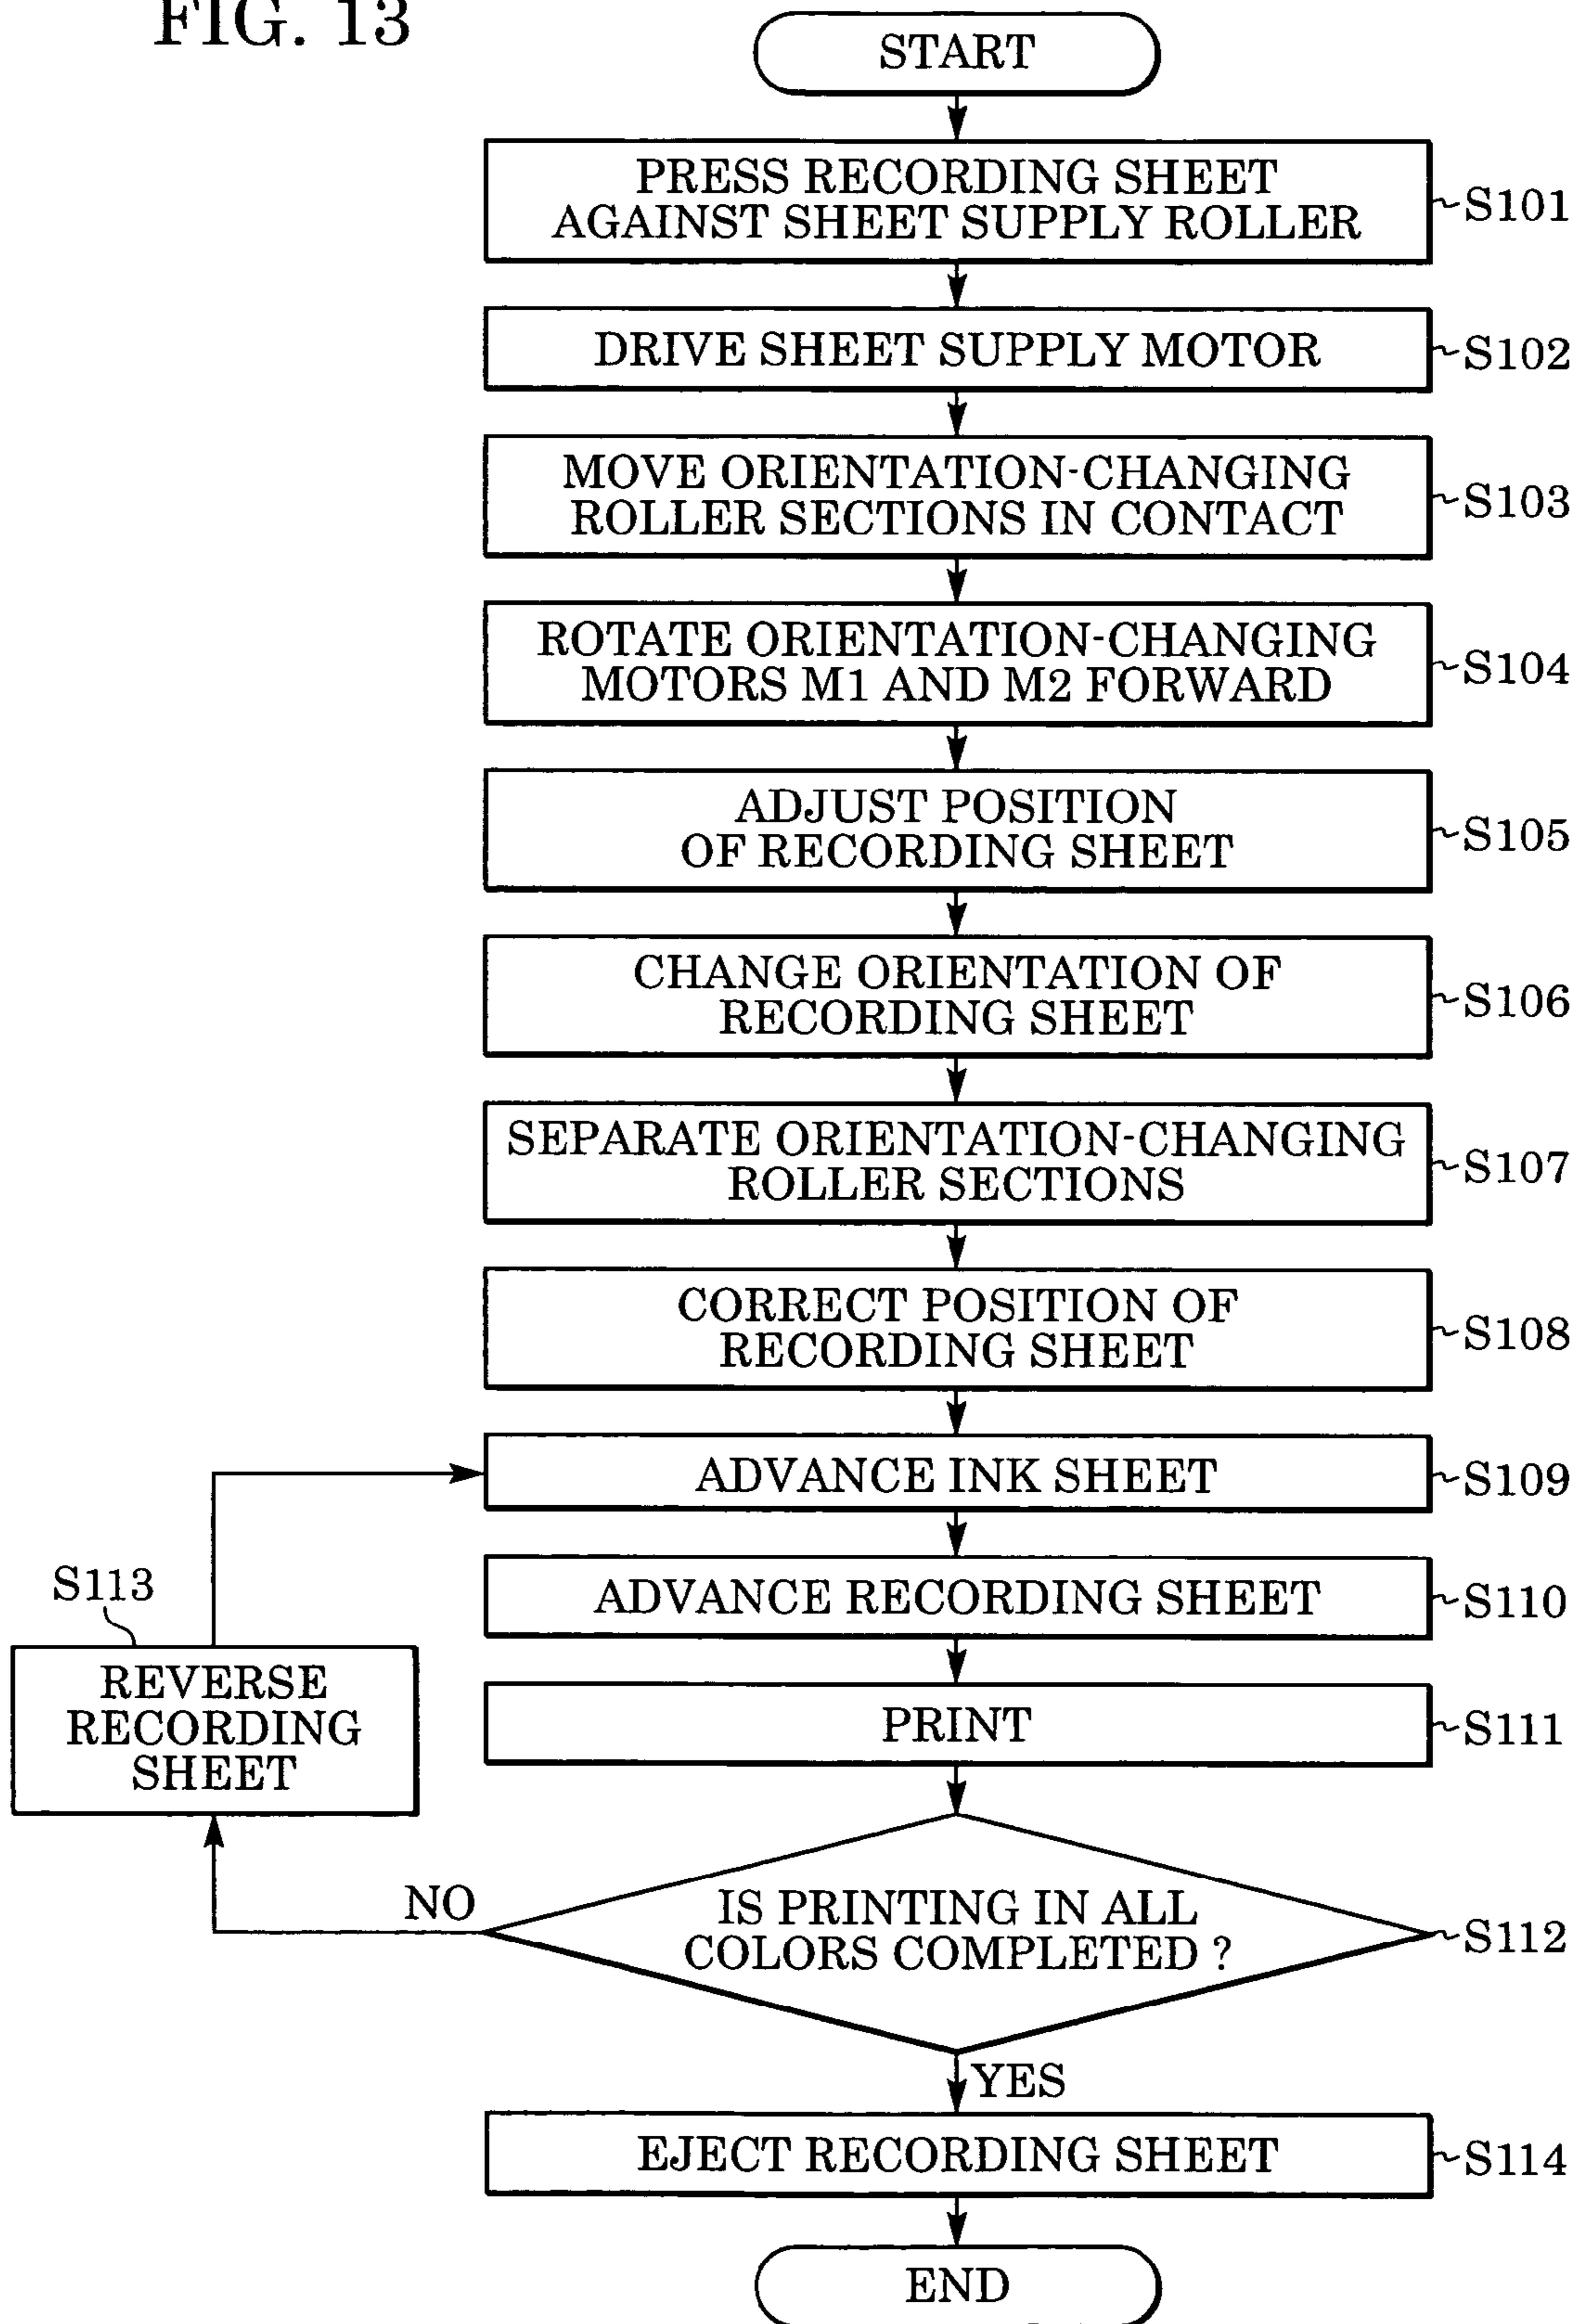 FIG. 13
START
PRESS RECORDING SHEET
AGAINST SHEET SUPPLY ROLLER
S101
DRIVE SHEET SUPPLY MOTOR
S102
MOVE ORIENTATION-CHANGING
ROLLER SECTIONS IN CONTACT
S103
ROTATE ORIENTATION-CHANGING
MOTORS M1 AND M2 FORWARD
S104
ADJUST POSITION
OF RECORDING SHEET
S105
CHANGE ORIENTATION OF
RECORDING SHEET
S106
SEPARATE ORIENTATION-CHANGING
ROLLER SECTIONS
S107
CORRECT POSITION OF
RECORDING SHEET
S108
ADVANCE INK SHEET
S109
ADVANCE RECORDING SHEET
S110
S113
REVERSE
RECORDING
SHEET
PRINT
S111
NO
IS PRINTING IN ALL
COLORS COMPLETED ?
S112
YES
EJECT RECORDING SHEET
S114
END